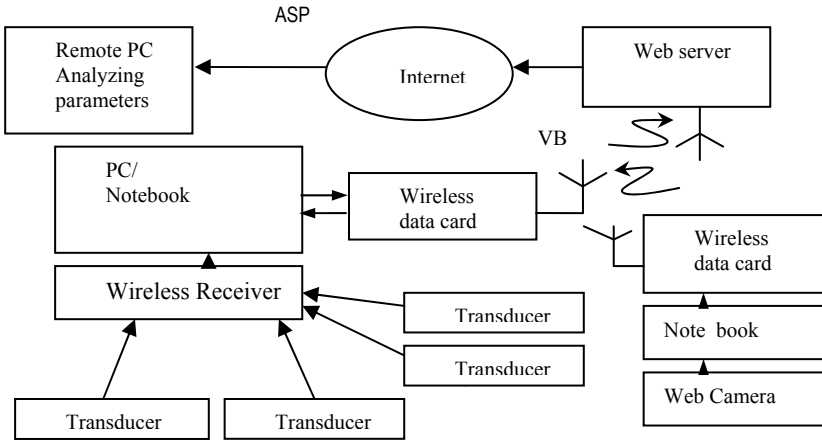 ASP
Remote PC
Analyzing
parameters
Internet
Web server
VB
PC/
Notebook
Wireless
data card
Wireless
data card
Wireless Receiver
Transducer
Note book
Transducer
Web Camera
Transducer
Transducer